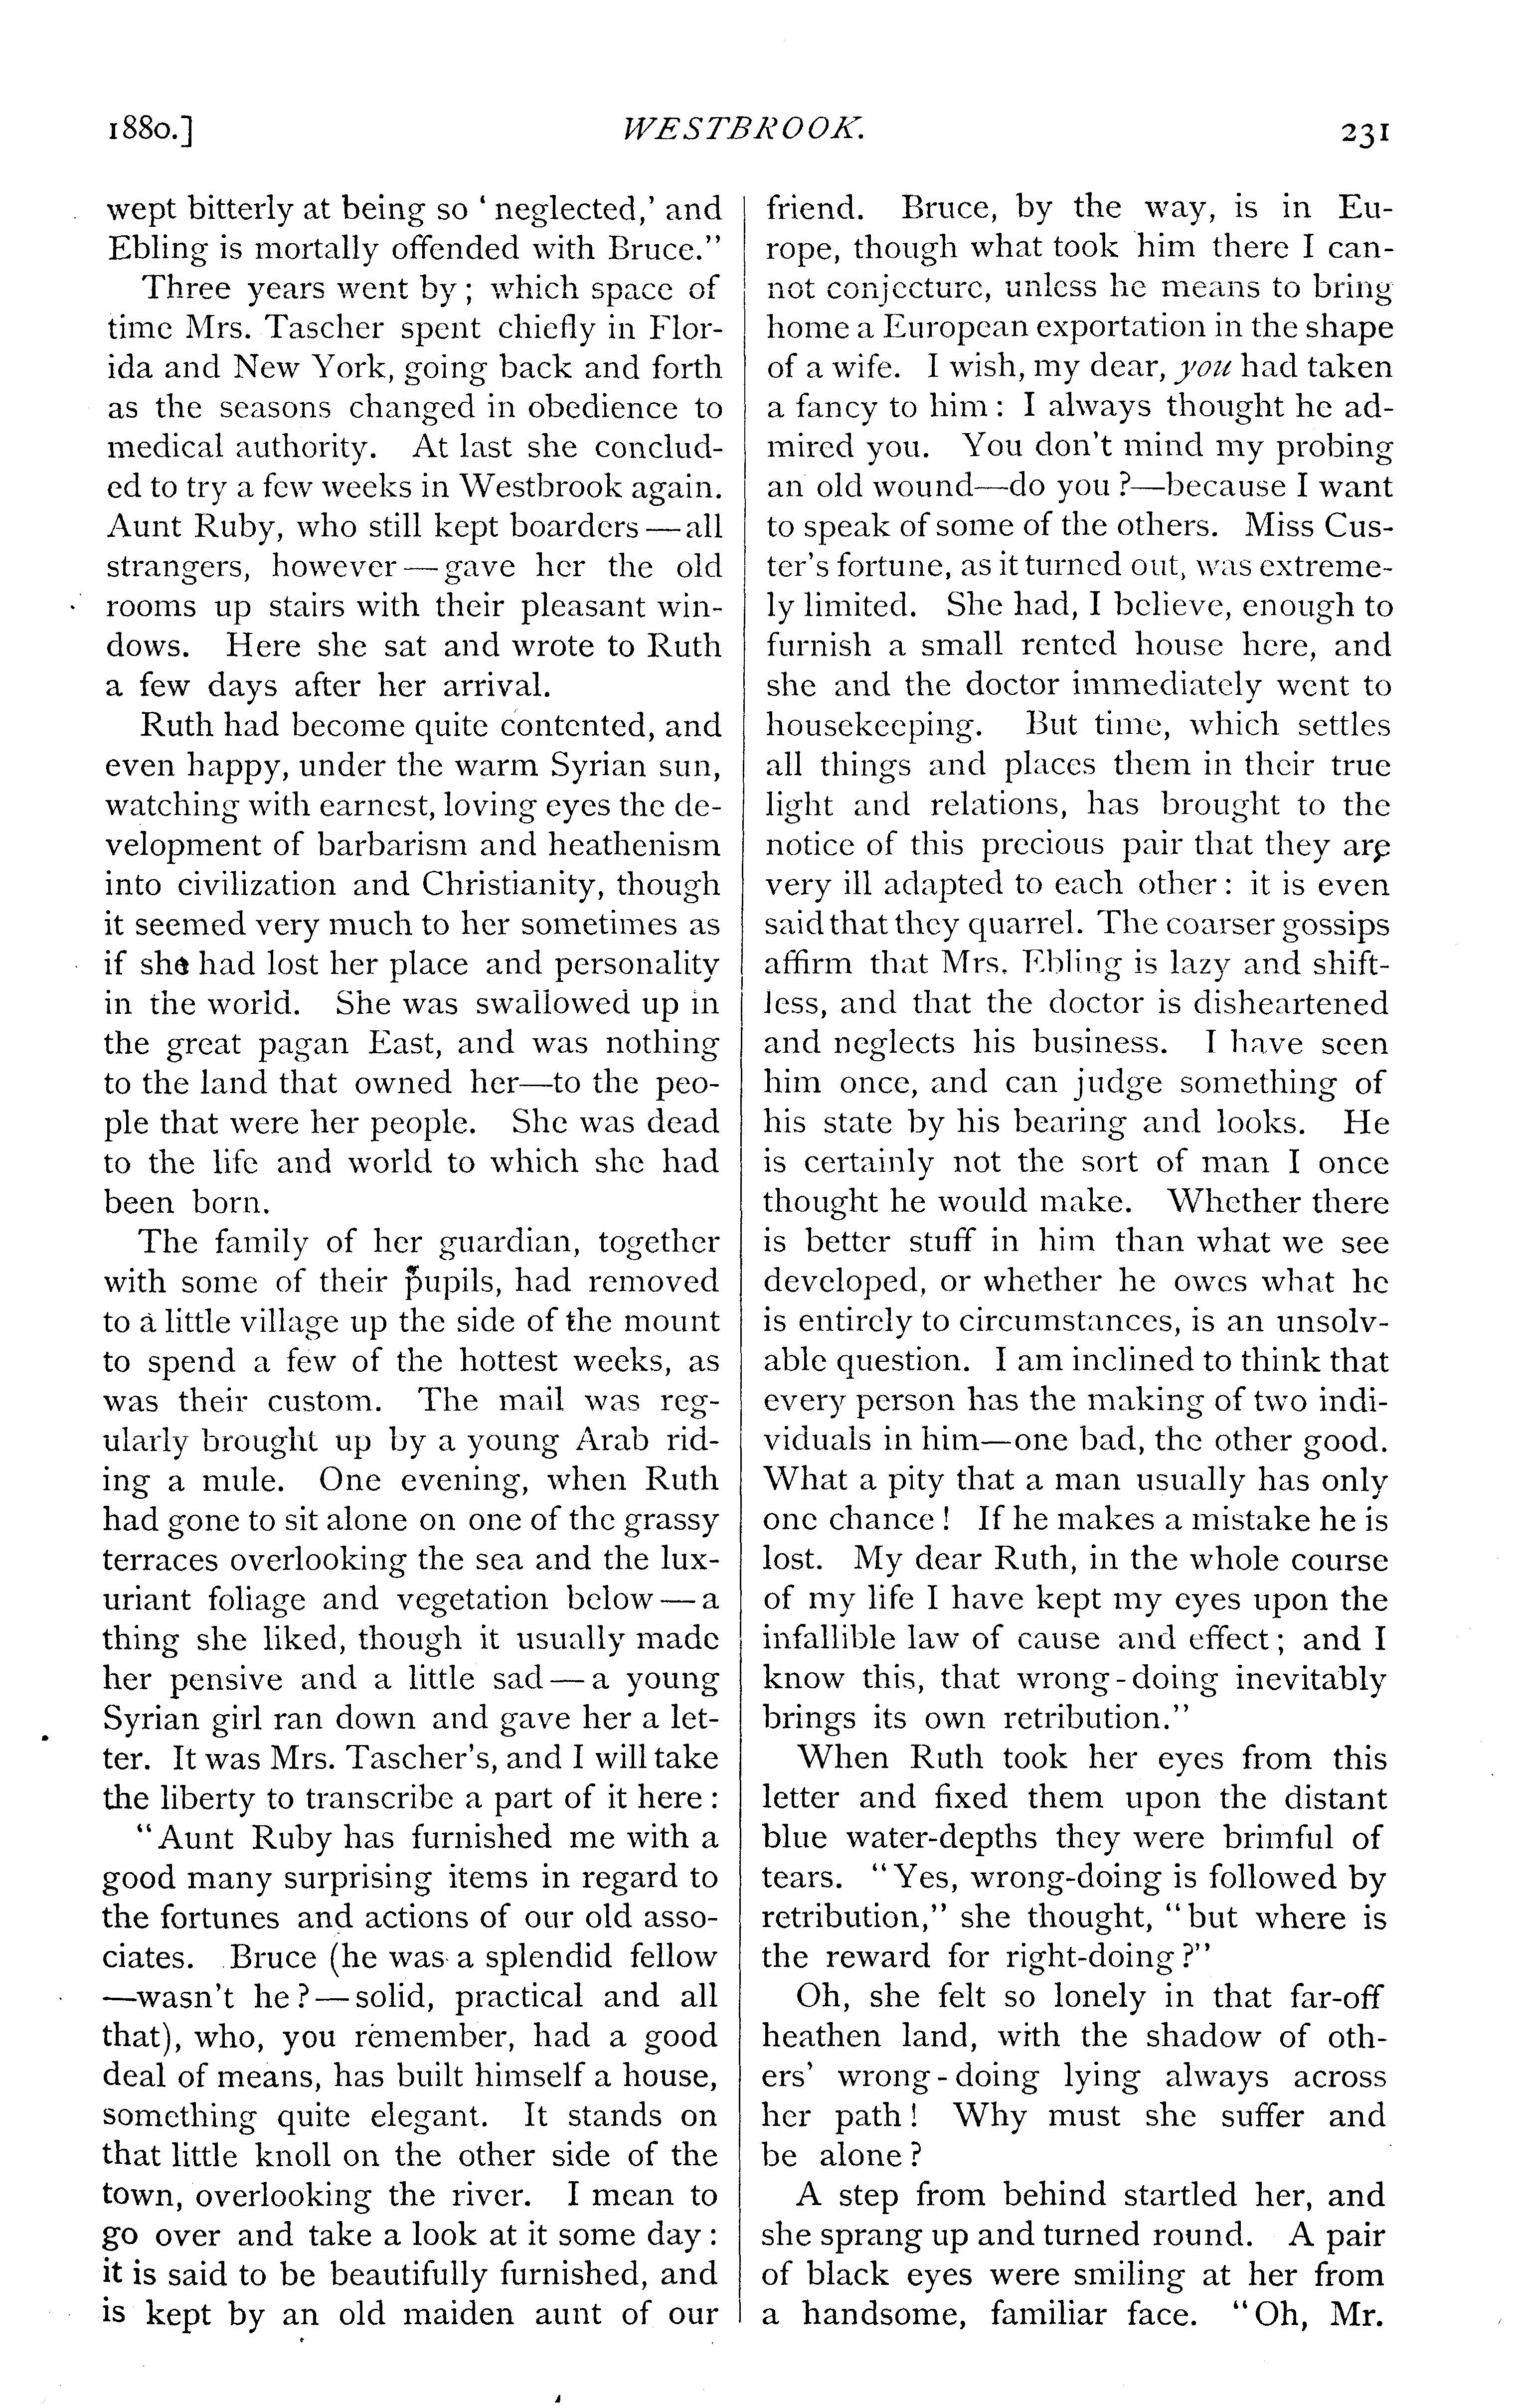 1880.] WESTBROOK. 231
wept bitterly at being so ‘neglected,’ and
Ebling is mortally offended with Bruce.”
Three years went by; which space of
time Mrs. Tascher spent chiefly in Flor-
ida and New York, going back and forth
as the seasons changed in obedience to
medical authority. At last she conclud-
ed to try a few weeks in Westbrook again.
Aunt Ruby, who still kept boarders—all
strangers, however—gave her the old
rooms up stairs with their pleasant win-
dows. Here she sat and wrote to Ruth
a few days after her arrival.
Ruth had become quite contented, and
even happy, under the warm Syrian sun,
watching with earnest, loving eyes the de-
velopment of barbarism and heathenism
into civilization and Christianity, though
it seemed very much to her sometimes as
if she had lost her place and personality
in the world. She was swallowed up in
the great pagan East, and was nothing
to the land that owned her—to the peo-
ple that were her people. She was dead
to the life and world to which she had
been born.
The family of her guardian, together
with some of their pupils, had removed
to a little village up the side of the mount
to spend a few of the hottest weeks, as
was their custom. The mail was reg-
ularly brought up by a young Arab rid-
ing a mule. One evening, when Ruth
had gone to sit alone on one of the grassy
terraces overlooking the sea and the lux-
uriant foliage and vegetation below—a
thing she liked, though it usually made
her pensive and a little sad—a young
Syrian girl ran down and gave her a let-
ter. It was Mrs. Tascher's, and I will take
the liberty to transcribe a part of it here:
“Aunt Ruby has furnished me with a
good many surprising items in regard to
the fortunes and actions of our old asso-
ciates. Bruce (he was a splendid fellow
—wasn't he?—solid, practical and all
that), who, you remember, had a good
deal of means, has built himself a house,
something quite elegant. It stands on
that little knoll on the other side of the
town, overlooking the river. I mean to
go over and take a look at it some day:
it is said to be beautifully furnished, and
is kept by an old maiden aunt of our
friend. Bruce, by the way, is in Eu-
rope, though what took him there I can-
not conjecture, unless he means to bring
home a European exportation in the shape
of a wife. I wish, my dear, you had taken
a fancy to him: I always thought he ad-
mired you. You don't mind my probing
an old wound—do you?—because I want
to speak of some of the others. Miss Cus-
ter's fortune, as it turned out, was extreme-
ly limited. She had, I believe, enough to
furnish a small rented house here, and
she and the doctor immediately went to
housekeeping. But time, which settles
all things and places them in their true
light and relations, has brought to the
notice of this precious pair that they are
very ill adapted to each other: it is even
said that they quarrel. The coarser gossips
affirm that Mrs. Ebling is lazy and shift-
less, and that the doctor is disheartened
and neglects his business. I have seen
him once, and can judge something of
his state by his bearing and looks. He
is certainly not the sort of man I once
thought he would make. Whether there
is better stuff in him than what we see
developed, or whether he owes what he
is entirely to circumstances, is an unsolv-
able question. I am inclined to think that
every person has the making of two indi-
viduals in him—one bad, the other good.
What a pity that a man usually has only
one chance! If he makes a mistake he is
lost. My dear Ruth, in the whole course
of my life I have kept my eyes upon the
infallible law of cause and effect; and I
know this, that wrong-doing inevitably
brings its own retribution.”
When Ruth took her eyes from this
letter and fixed them upon the distant
blue water-depths they were brimful of
tears. “Yes, wrong-doing is followed by
retribution,” she thought, “but where is
the reward for right-doing?”
Oh, she felt so lonely in that far-off
heathen land, with the shadow of oth-
ers' wrong-doing lying always across
her path! Why must she suffer and
be alone?
A step from behind startled her, and
she sprang up and turned round. A pair
of black eyes were smiling at her from
a handsome, familiar face. “Oh, Mr.